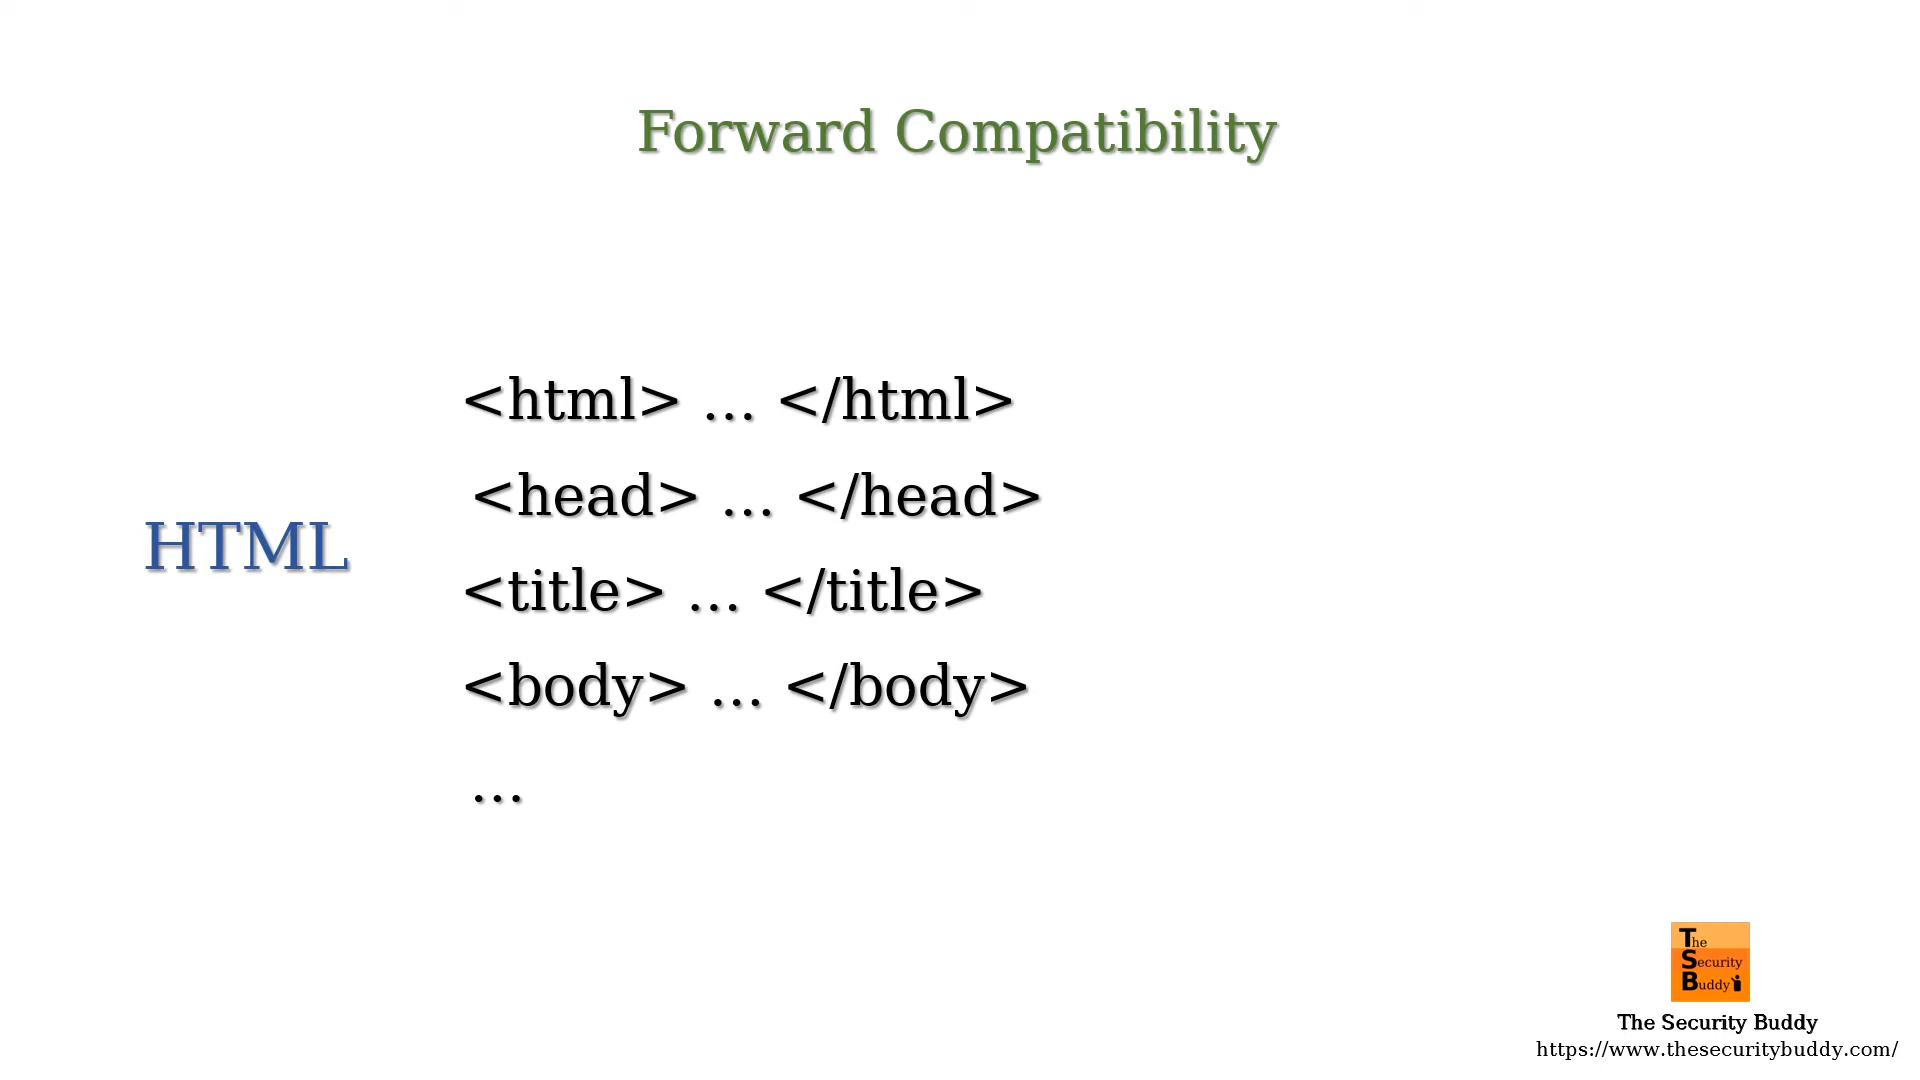 Forward Compatibility
<html> ... </html>
<head> ... </head>
HTML
<title> ... </title>
<body> ... </body>
...
The
Security
Buddy
The Security Buddy
https://www.thesecuritybuddy.com/